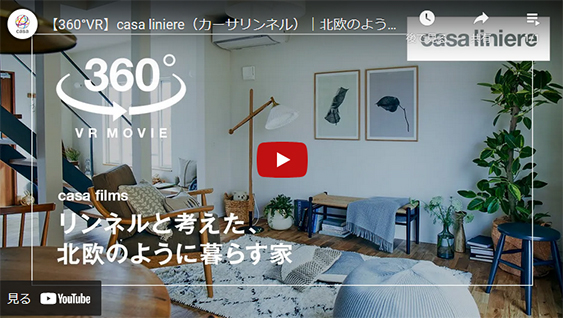 【360°VR】casa liniere（カーサリンネル）｜北欧のよう...
casa
casa liniere
360°
VR MOVIE
casa films
リンネルと考えた、
北欧のように暮らす家
見る YouTube